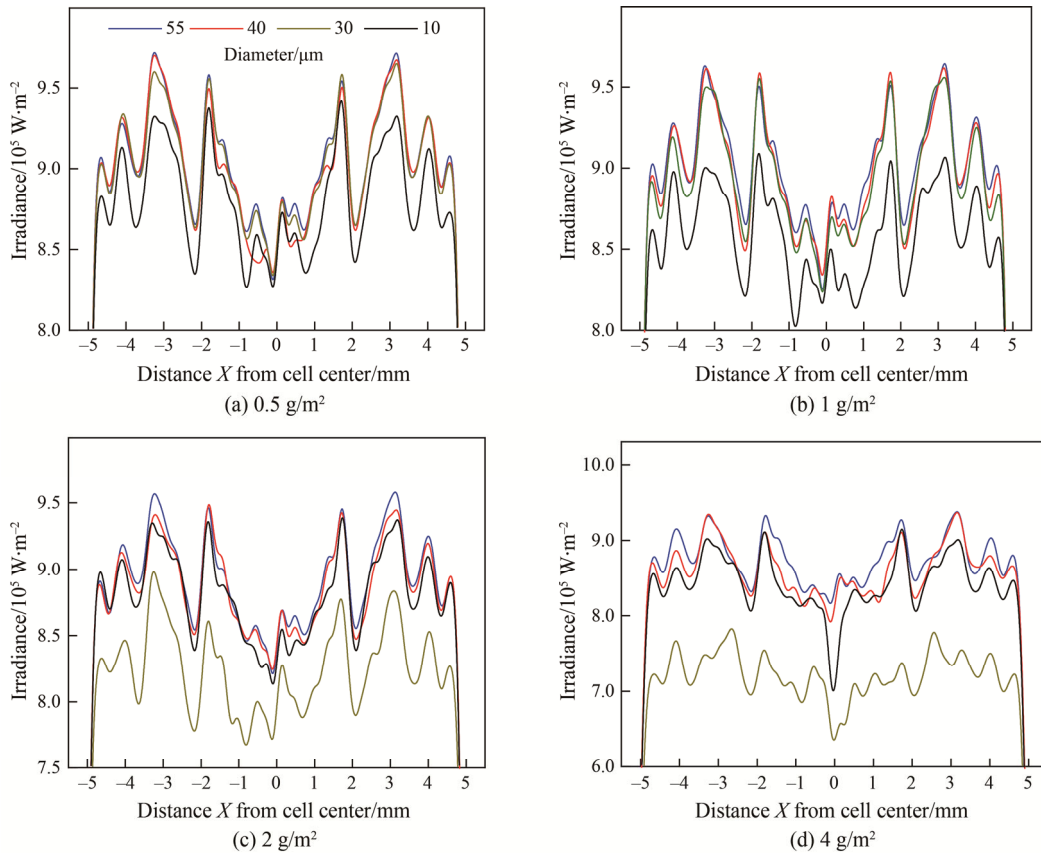 55 40 30 10
Diameter/μm
9.5
9.0
8.5
8.0
Irradiance/10⁵ W·m⁻²
–5 –4 –3 –2 –1 0 1 2 3 4 5
Distance X from cell center/mm
(a) 0.5 g/m²
9.5
9.0
8.5
8.0
Irradiance/10⁵ W·m⁻²
–5 –4 –3 –2 –1 0 1 2 3 4 5
Distance X from cell center/mm
(b) 1 g/m²
9.5
9.0
8.5
8.0
7.5
Irradiance/10⁵ W·m⁻²
–5 –4 –3 –2 –1 0 1 2 3 4 5
Distance X from cell center/mm
(c) 2 g/m²
10.0
9.0
8.0
7.0
6.0
Irradiance/10⁵ W·m⁻²
–5 –4 –3 –2 –1 0 1 2 3 4 5
Distance X from cell center/mm
(d) 4 g/m²